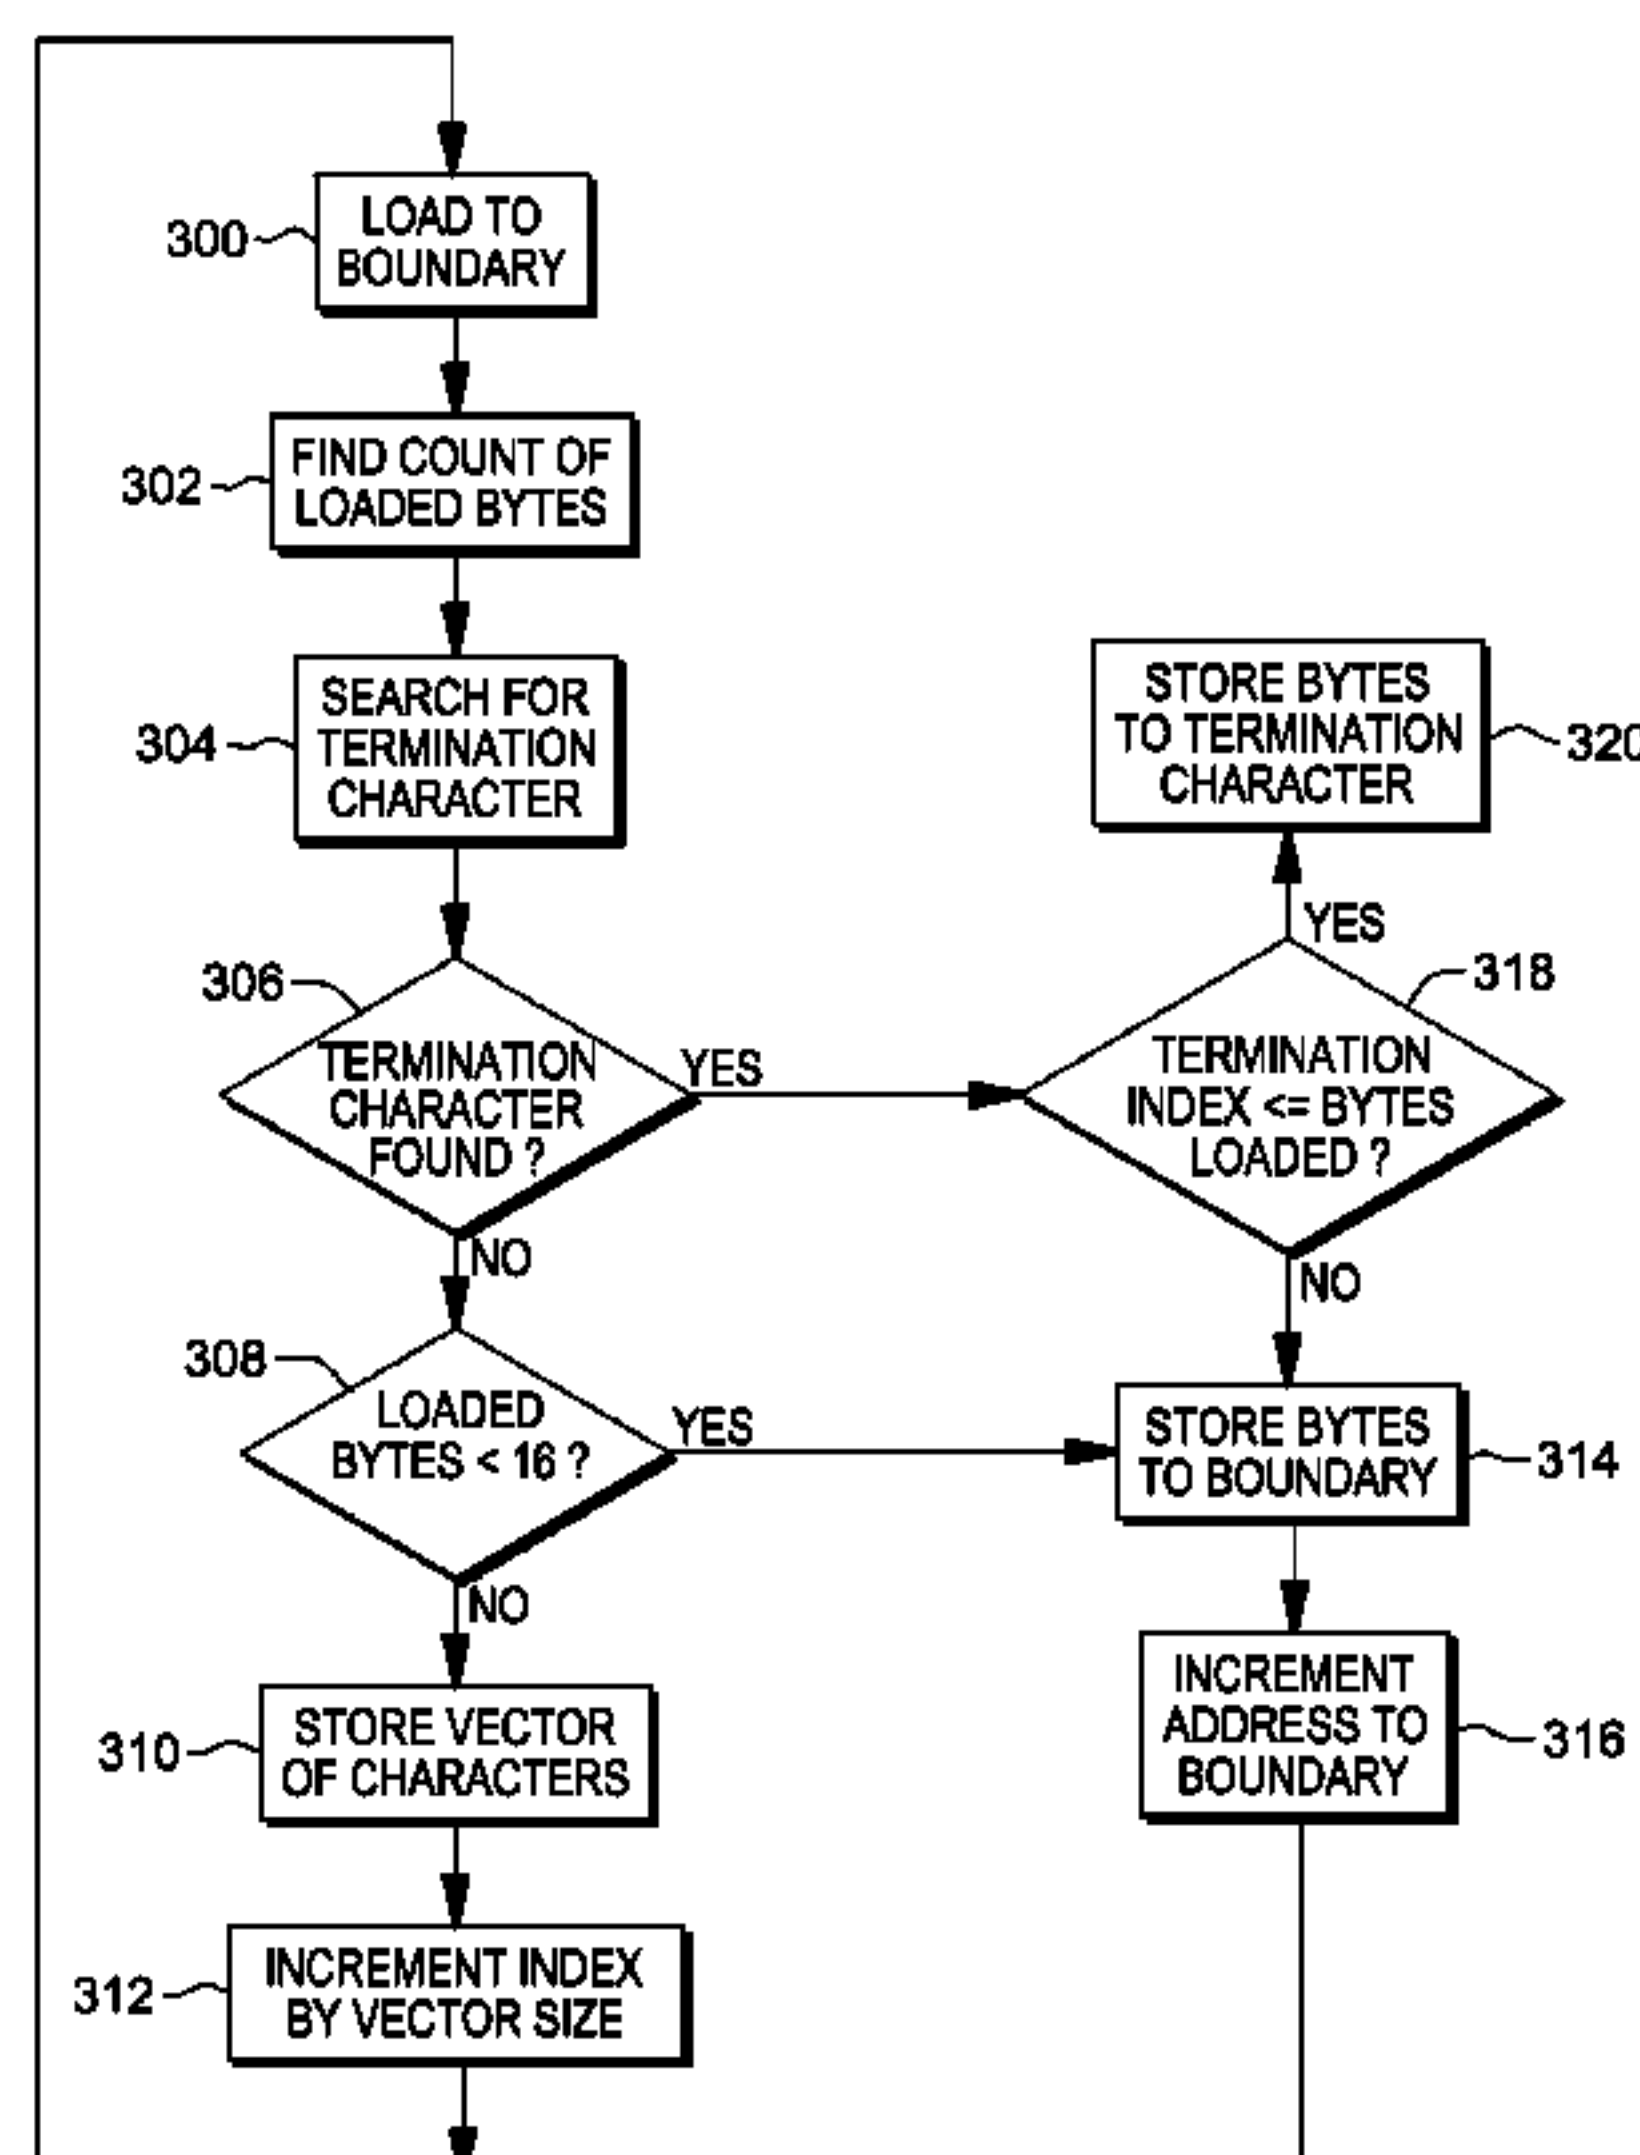 300
LOAD TO
BOUNDARY
302
FIND COUNT OF
LOADED BYTES
304
SEARCH FOR
TERMINATION
CHARACTER
STORE BYTES
TO TERMINATION
CHARACTER
320
YES
306
TERMINATION
CHARACTER
FOUND ?
YES
NO
318
TERMINATION
INDEX <= BYTES
LOADED ?
NO
308
LOADED
BYTES < 16 ?
YES
NO
STORE BYTES
TO BOUNDARY
314
310
STORE VECTOR
OF CHARACTERS
INCREMENT
ADDRESS TO
BOUNDARY
316
312
INCREMENT INDEX
BY VECTOR SIZE